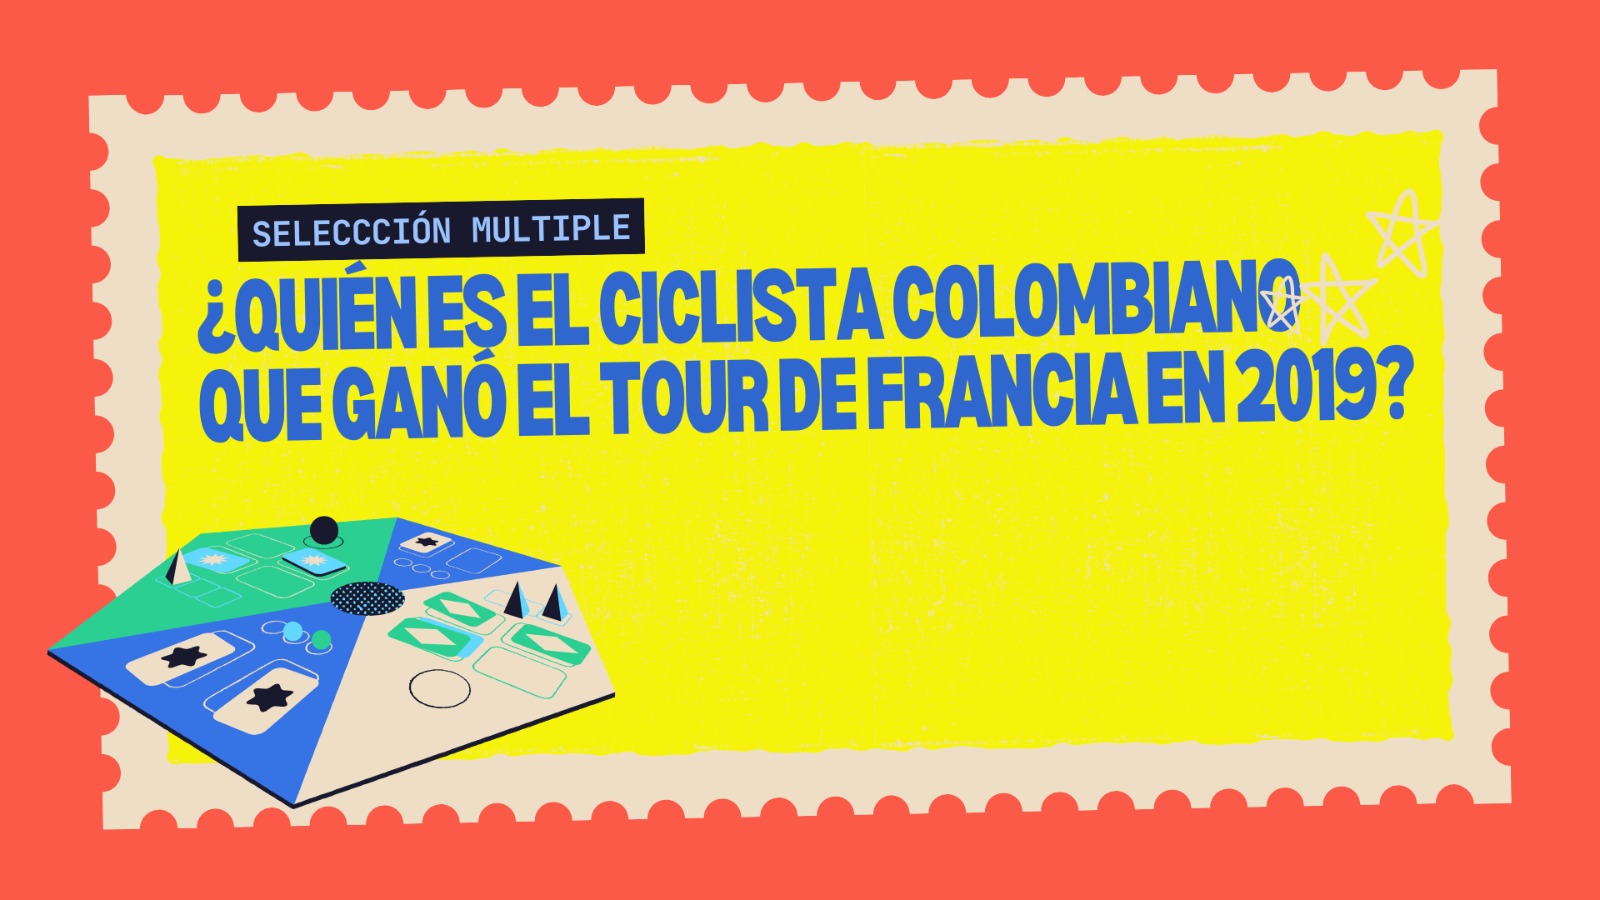 SELECCCIÓN MULTIPLE
¿QUIÉN ES EL CICLISTA COLOMBIANO
QUE GANÓ EL TOUR DE FRANCIA EN 2019?